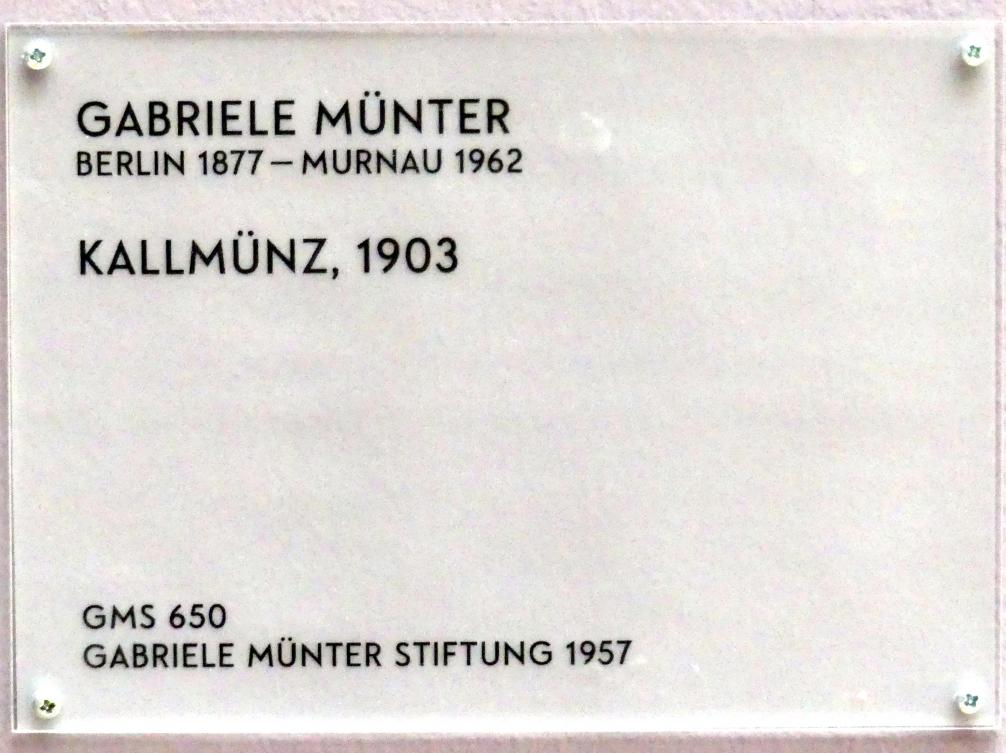 GABRIELE MÜNTER
BERLIN 1877 – MURNAU 1962
KALLMÜNZ, 1903
GMS 650
GABRIELE MÜNTER STIFTUNG 1957